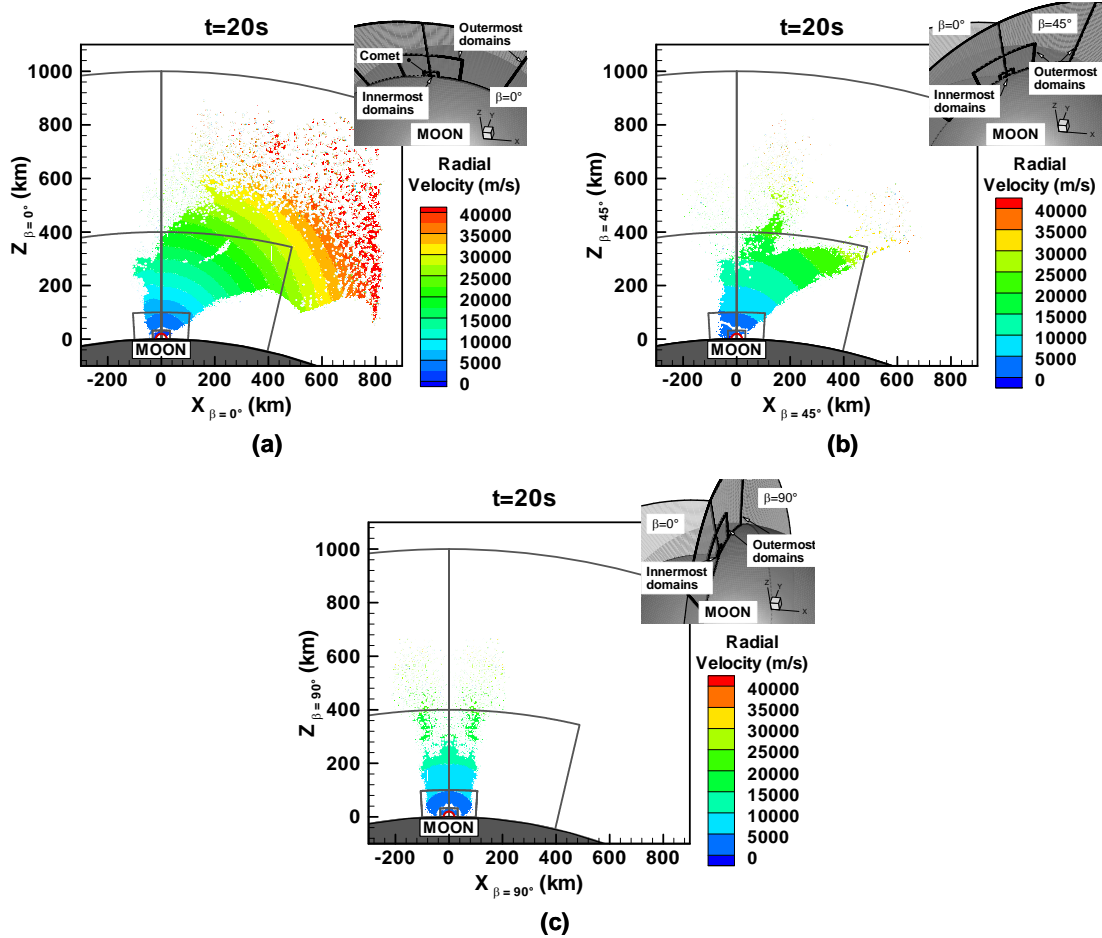 t=20s
Comet
Outermost
domains
Innermost
domains
β=0°
MOON
Z
Y
X
Z β = 0° (km)
1000
800
600
400
200
0
MOON
-200
0
200
400
600
800
X β = 0° (km)
Radial
Velocity (m/s)
40000
35000
30000
25000
20000
15000
10000
5000
0
(a)
t=20s
β=0°
β=45°
Outermost
domains
Innermost
domains
MOON
Z
Y
X
Z β = 45° (km)
1000
800
600
400
200
0
MOON
-200
0
200
400
600
800
X β = 45° (km)
Radial
Velocity (m/s)
40000
35000
30000
25000
20000
15000
10000
5000
0
(b)
t=20s
β=90°
β=0°
Outermost
domains
Innermost
domains
MOON
Z
Y
X
Z β = 90° (km)
1000
800
600
400
200
0
MOON
-200
0
200
400
600
800
X β = 90° (km)
Radial
Velocity (m/s)
40000
35000
30000
25000
20000
15000
10000
5000
0
(c)